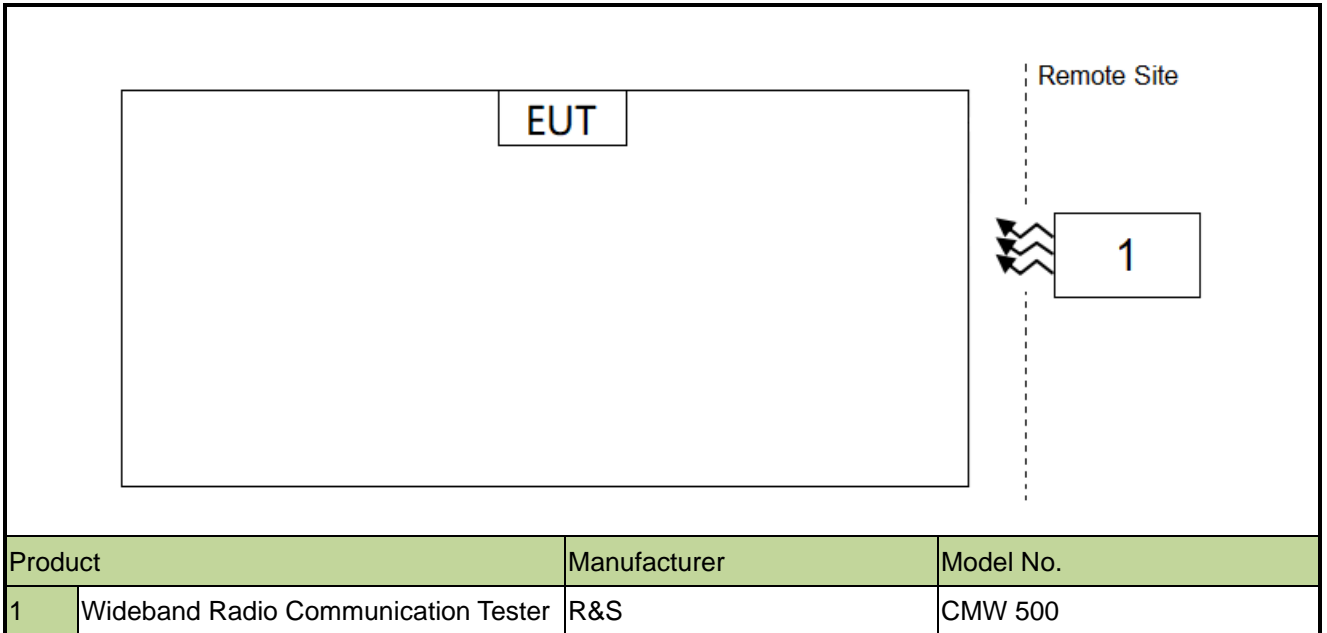 Remote Site
EUT
1
Product Manufacturer Model No.
1 Wideband Radio Communication Tester R&S CMW 500